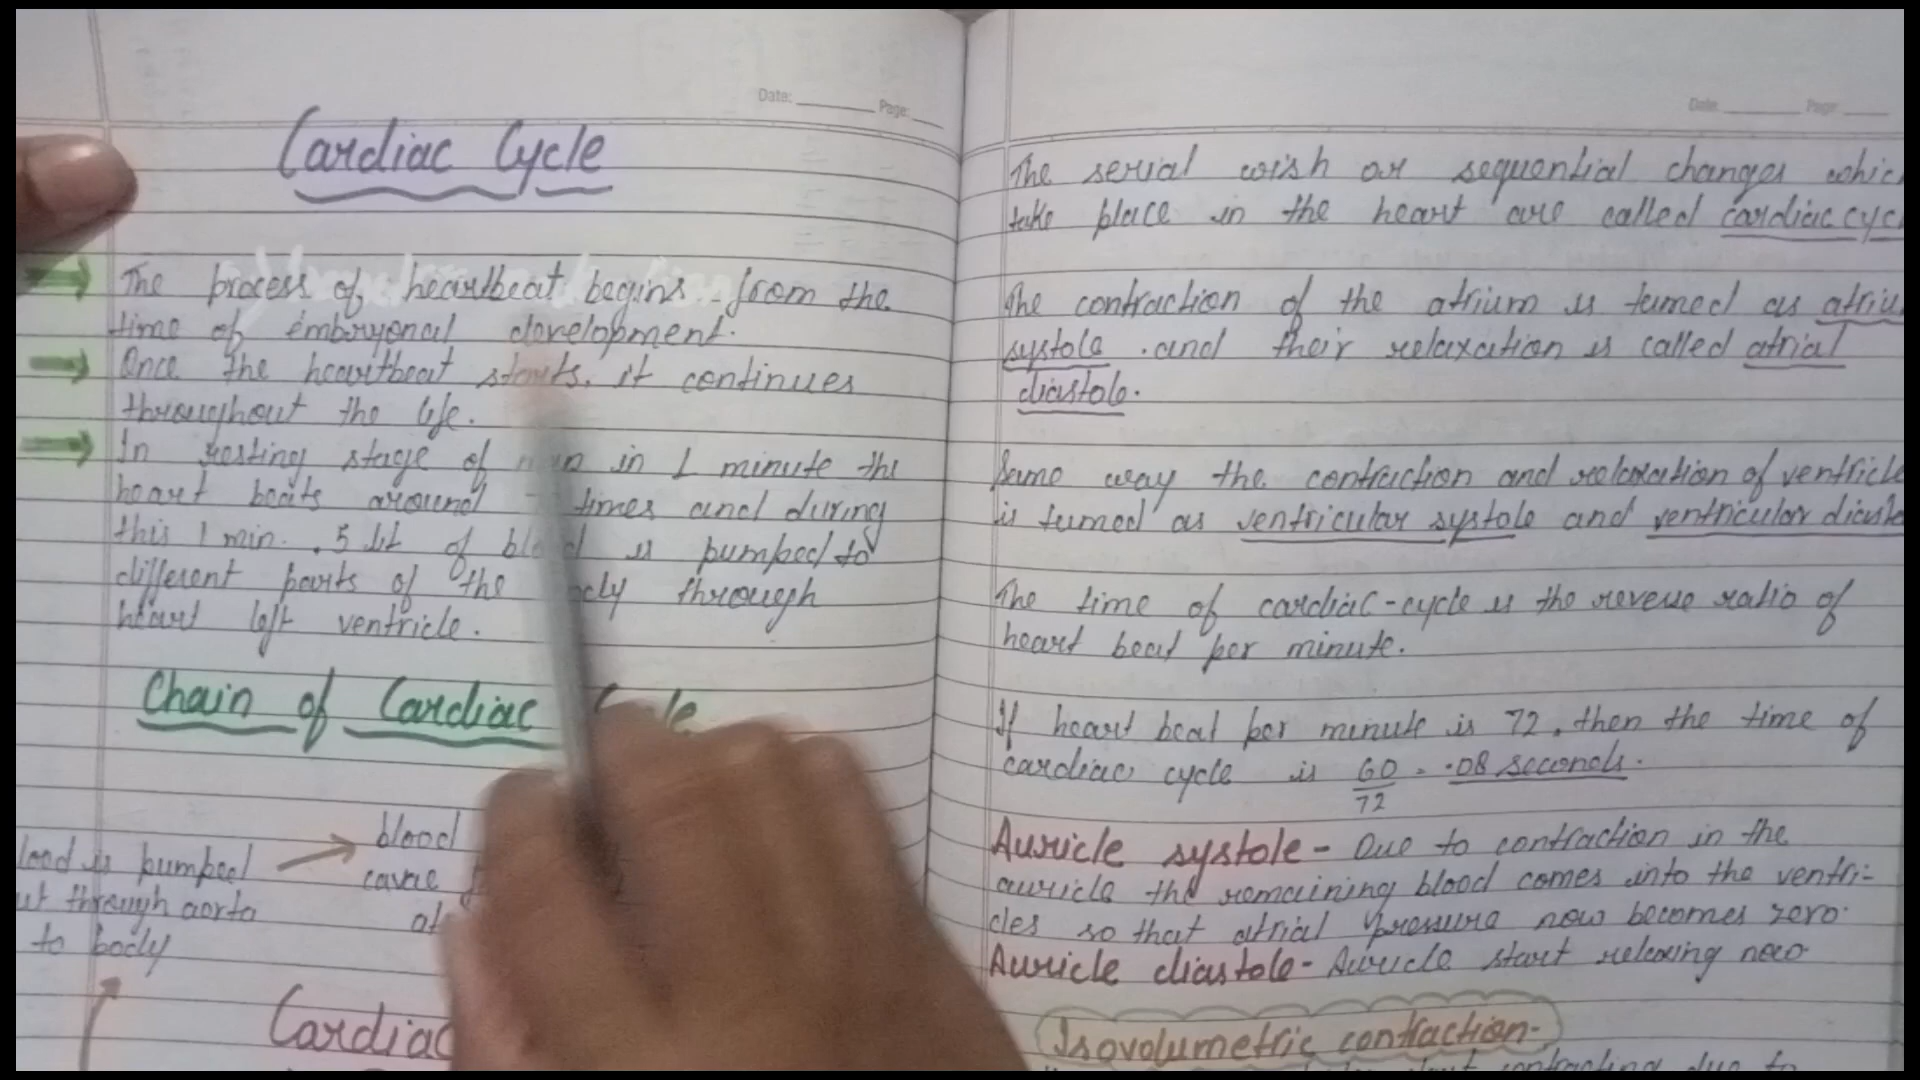 Date: Page:
Cardiac Cycle
The process of heartbeat begins from the
time of embryonal development.
Once the heartbeat starts, it continues
throughout the life.
In resting stage of man in 1 minute the
heart beats around times and during
this 1 min. .5 lit of blood is pumped to
different parts of the through
heart left ventricle.
Chain of Cardiac
blood
cavae
is pumped
through aorta
to body
Cardiac
Date Page:
The serial wish or sequential changes
take place in the heart are called cardiac
The contraction of the atrium is tumed as
systole . and their relaxation is called atrial
diastole.
Same way the contraction and relaxation of ventricle
is tumed as ventricular systole and ventricular
The time of cardiac-cycle is the reverse ratio of
heart beat per minute.
If heart beat per minute is 72, then the time of
cardiac cycle is 60/72 = .08 seconds.
Auricle systole - Due to contraction in the
auricle the remaining blood comes into the ventri-
cles so that atrial pressure now becomes zero.
Auricle diastole - Auricle start relaxing now
Isovolumetric contraction-
due to